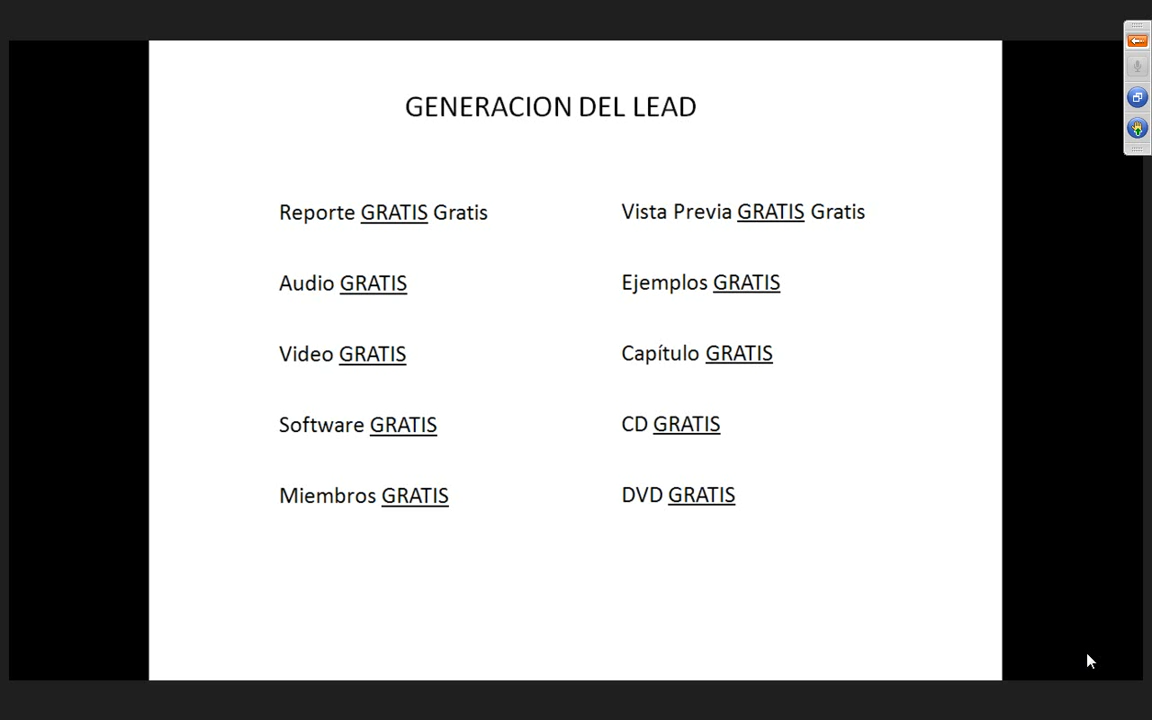 GENERACION DEL LEAD
Reporte GRATIS Gratis
Audio GRATIS
Video GRATIS
Software GRATIS
Miembros GRATIS
Vista Previa GRATIS Gratis
Ejemplos GRATIS
Capítulo GRATIS
CD GRATIS
DVD GRATIS